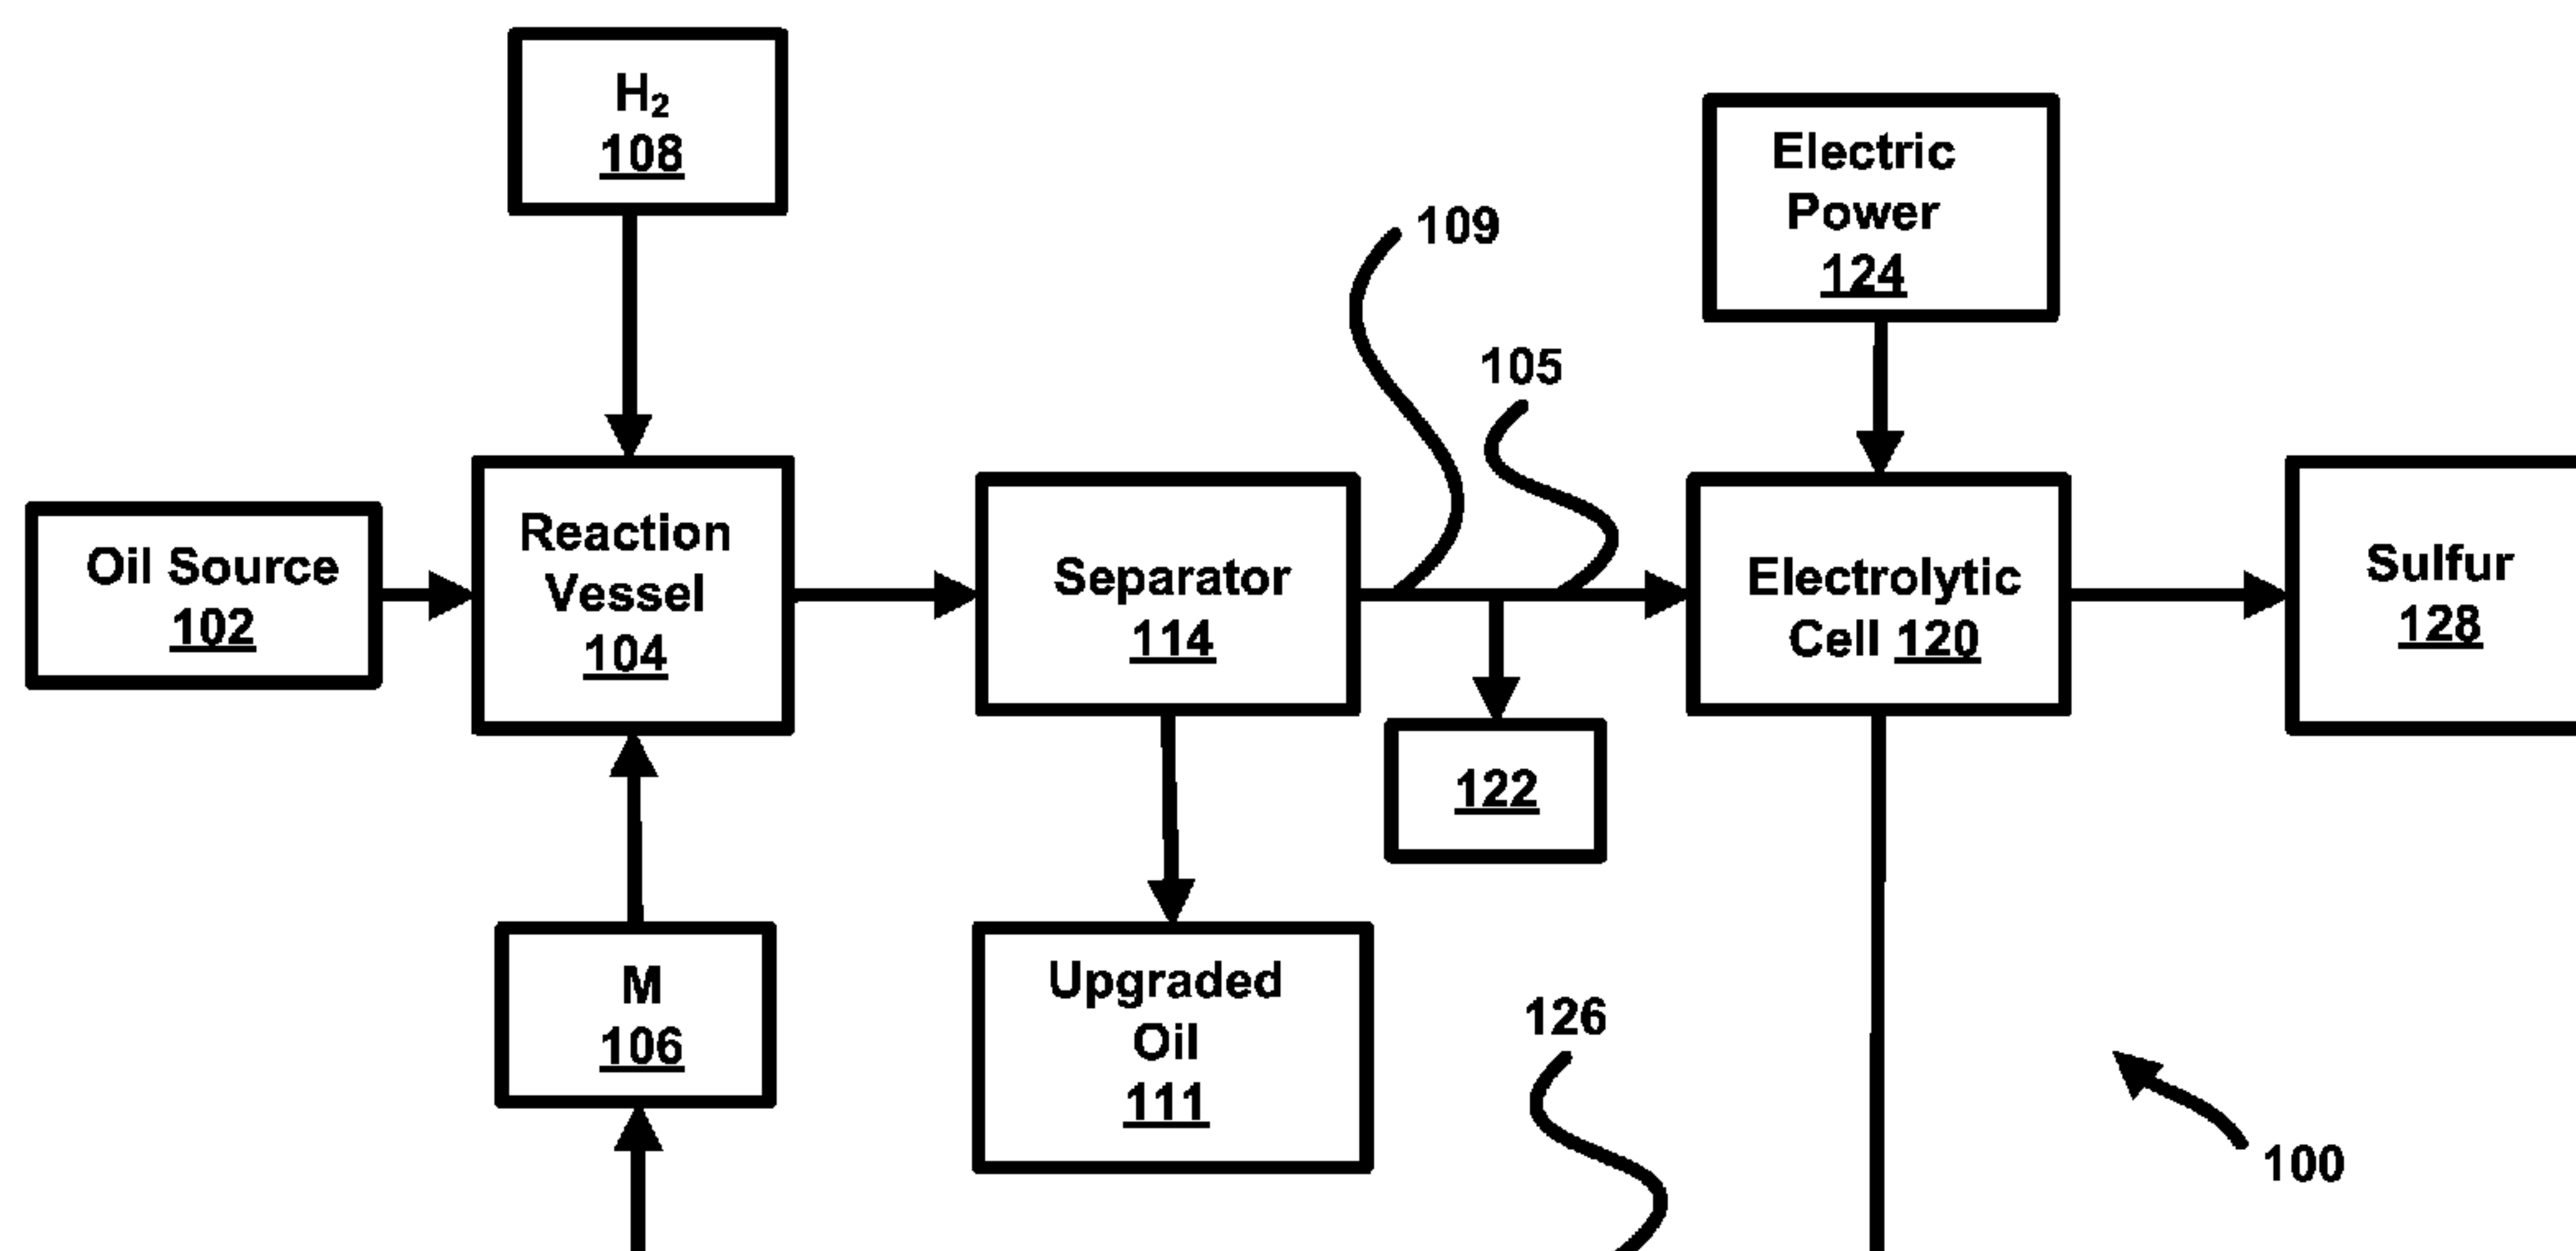 H₂
108
Electric
Power
124
109
105
Oil Source
102
Reaction
Vessel
104
Separator
114
Electrolytic
Cell 120
Sulfur
128
122
M
106
Upgraded
Oil
111
126
100